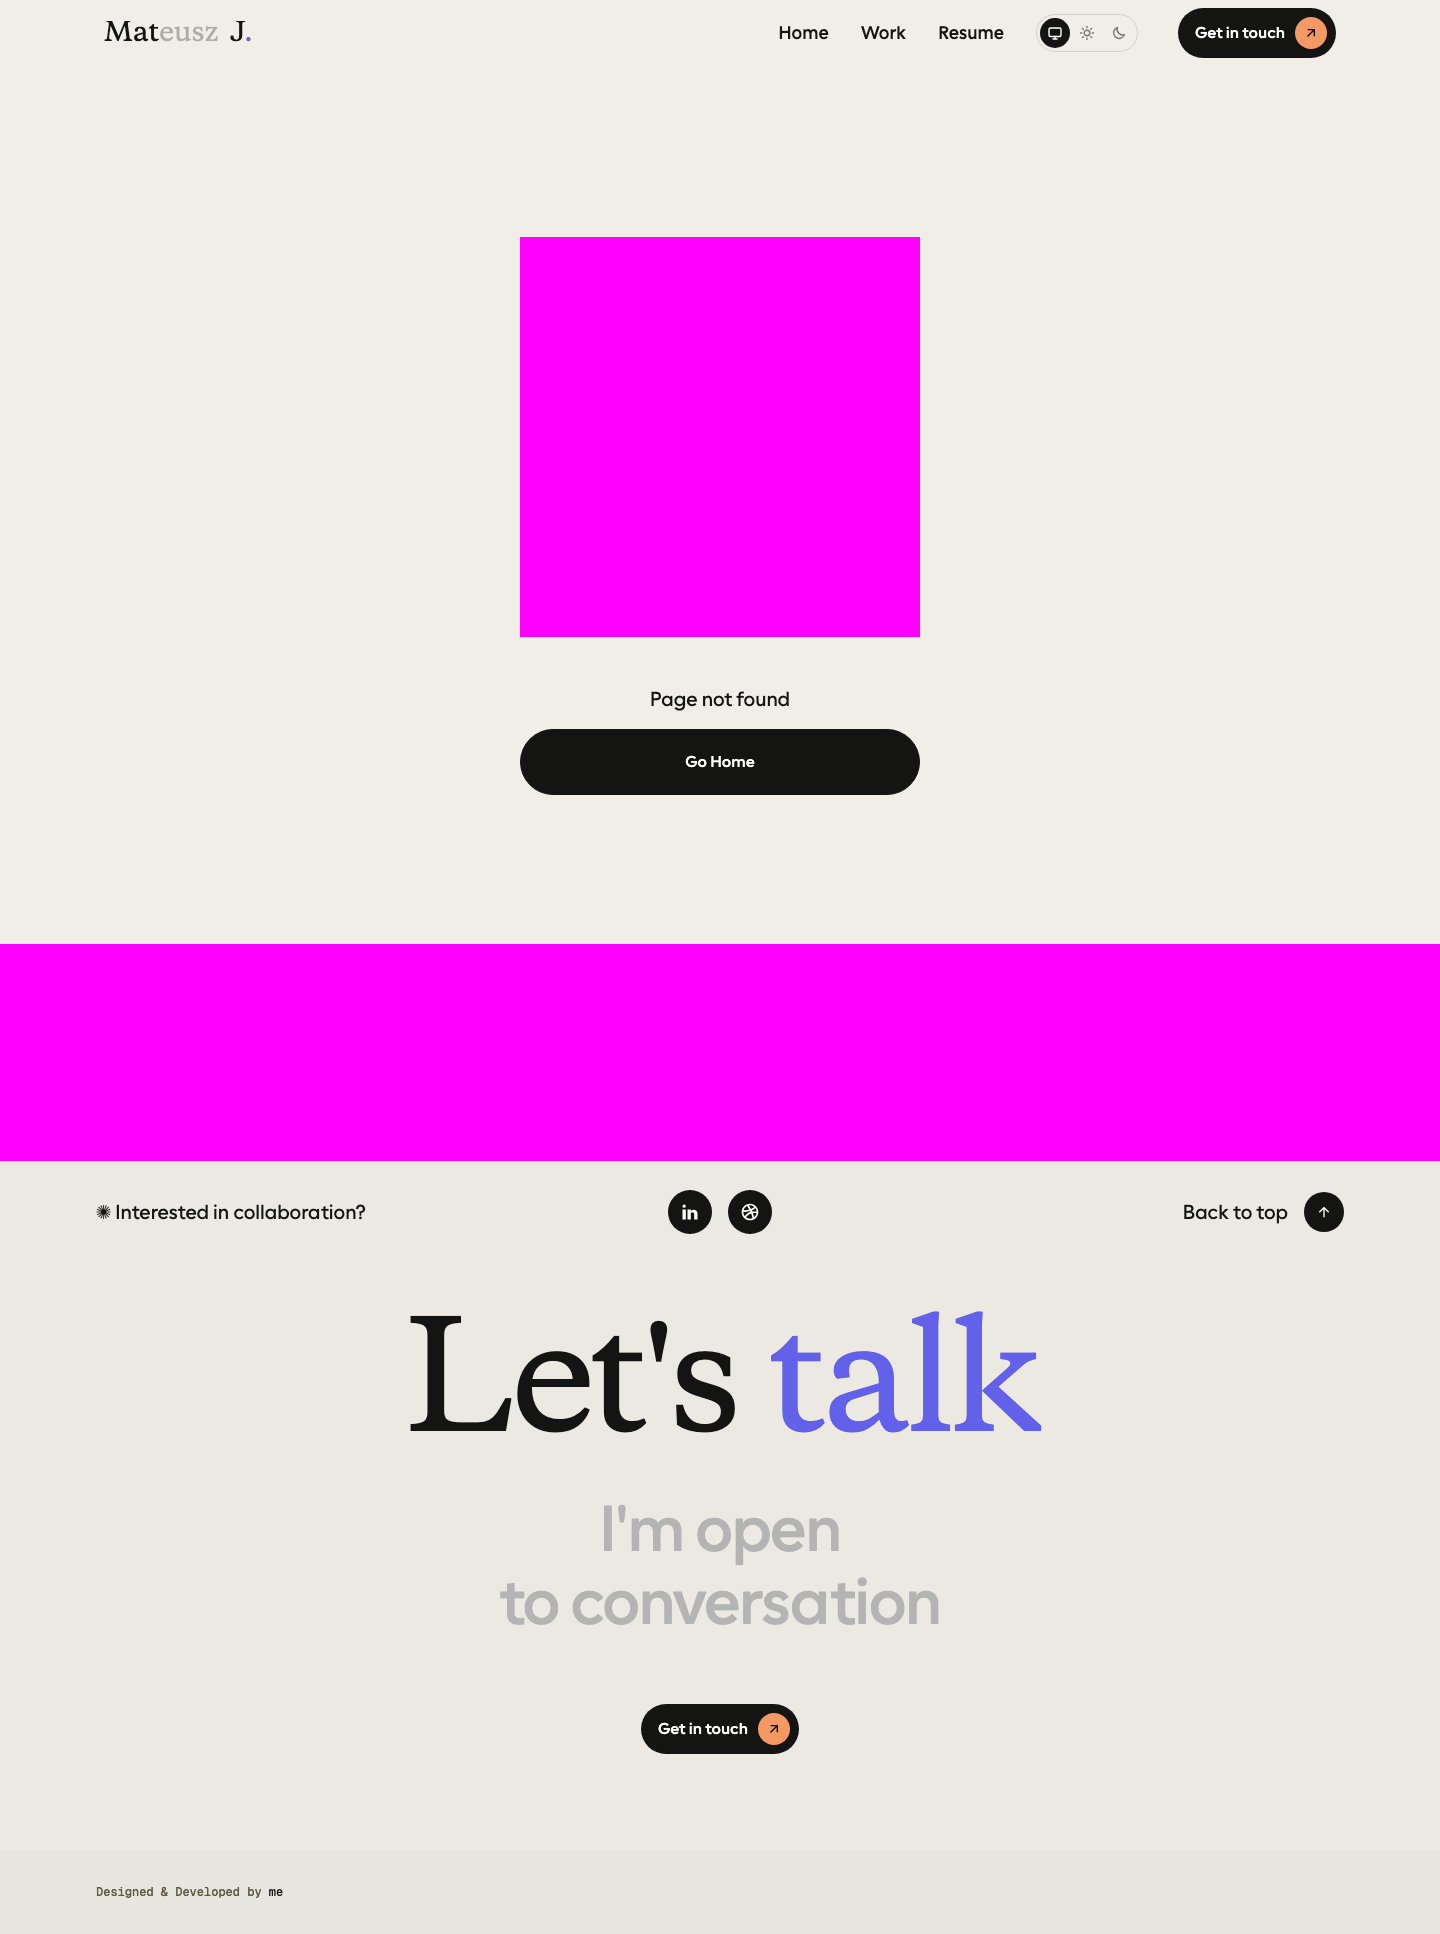 Mateusz J.
Home
Work
Resume
Get in touch
Page not found
Go Home
✺ Interested in collaboration?
in
Back to top
Let's talk
I'm open
to conversation
Get in touch
Designed & Developed by me